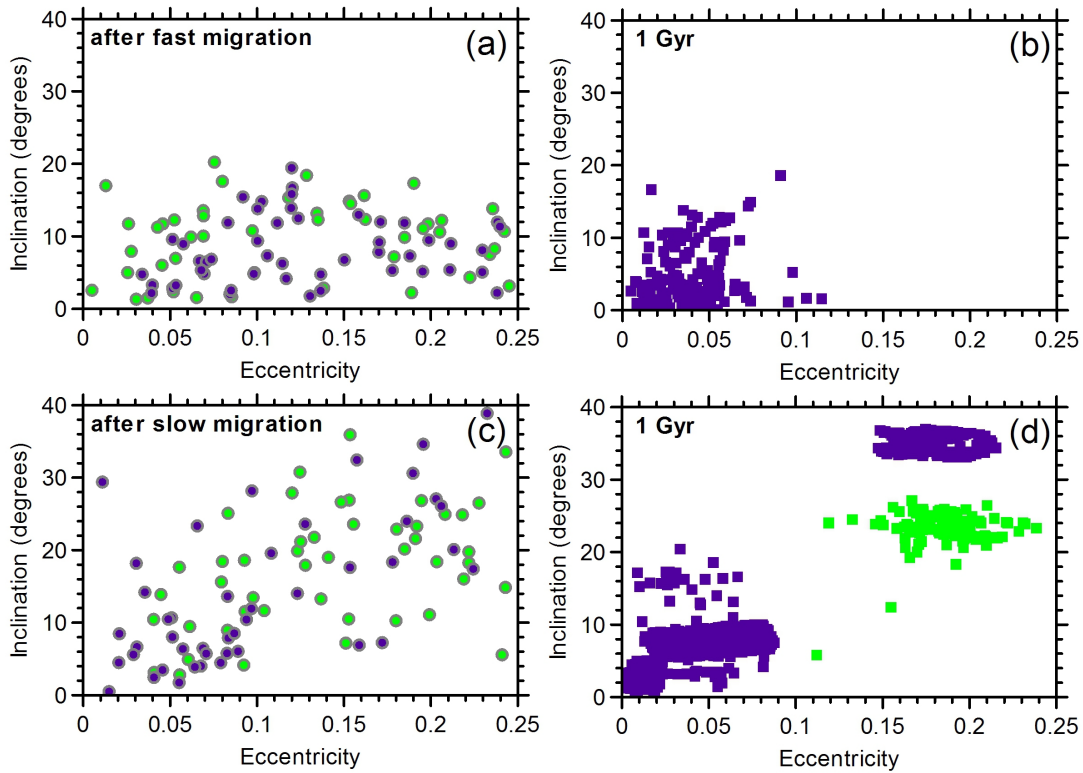 40
30
20
10
0
Inclination (degrees)
after fast migration
(a)
0 0.05 0.1 0.15 0.2 0.25
Eccentricity
40
30
20
10
0
Inclination (degrees)
1 Gyr
(b)
0 0.05 0.1 0.15 0.2 0.25
Eccentricity
40
30
20
10
0
Inclination (degrees)
after slow migration
(c)
0 0.05 0.1 0.15 0.2 0.25
Eccentricity
40
30
20
10
0
Inclination (degrees)
1 Gyr
(d)
0 0.05 0.1 0.15 0.2 0.25
Eccentricity